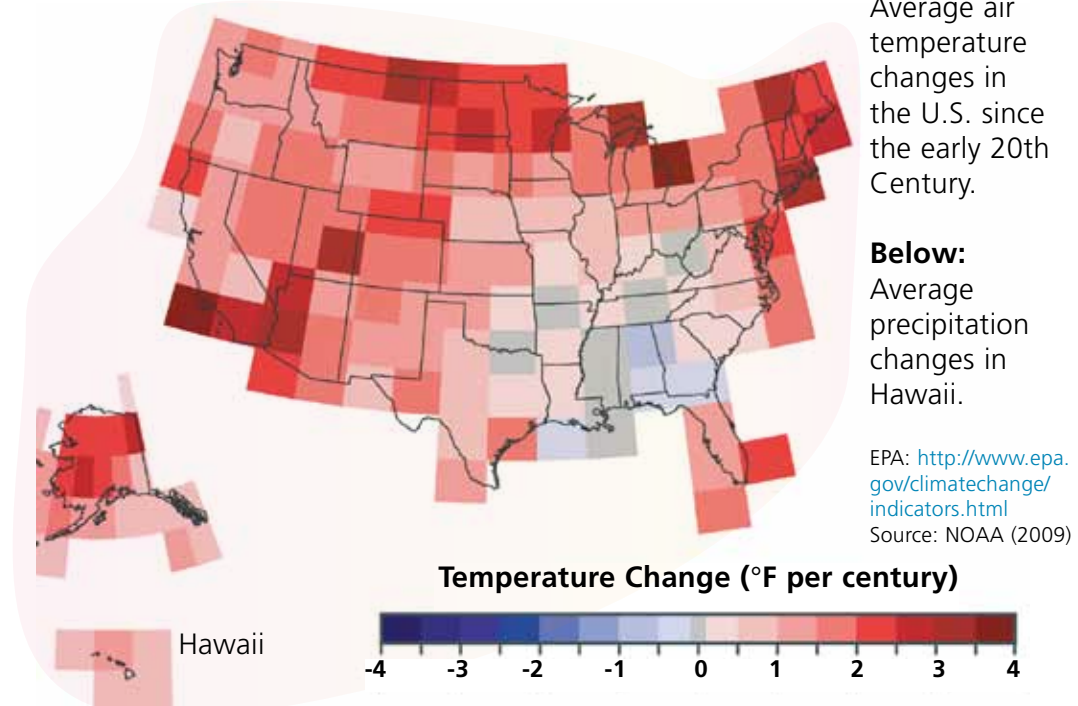 Average air
temperature
changes in
the U.S. since
the early 20th
Century.
Below:
Average
precipitation
changes in
Hawaii.
EPA: http://www.epa.
gov/climatechange/
indicators.html
Source: NOAA (2009)
Temperature Change (°F per century)
Hawaii
-4 -3 -2 -1 0 1 2 3 4